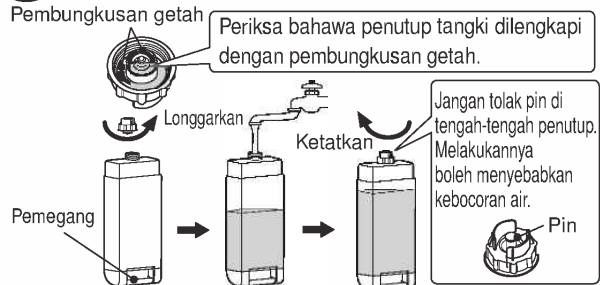 Pembungkusan getah
Periksa bahawa penutup tangki dilengkapi
dengan pembungkusan getah.
Longgarkan
Ketatkan
Jangan tolak pin di
tengah-tengah penutup.
Melakukannya
boleh menyebabkan
kebocoran air.
Pemegang
Pin